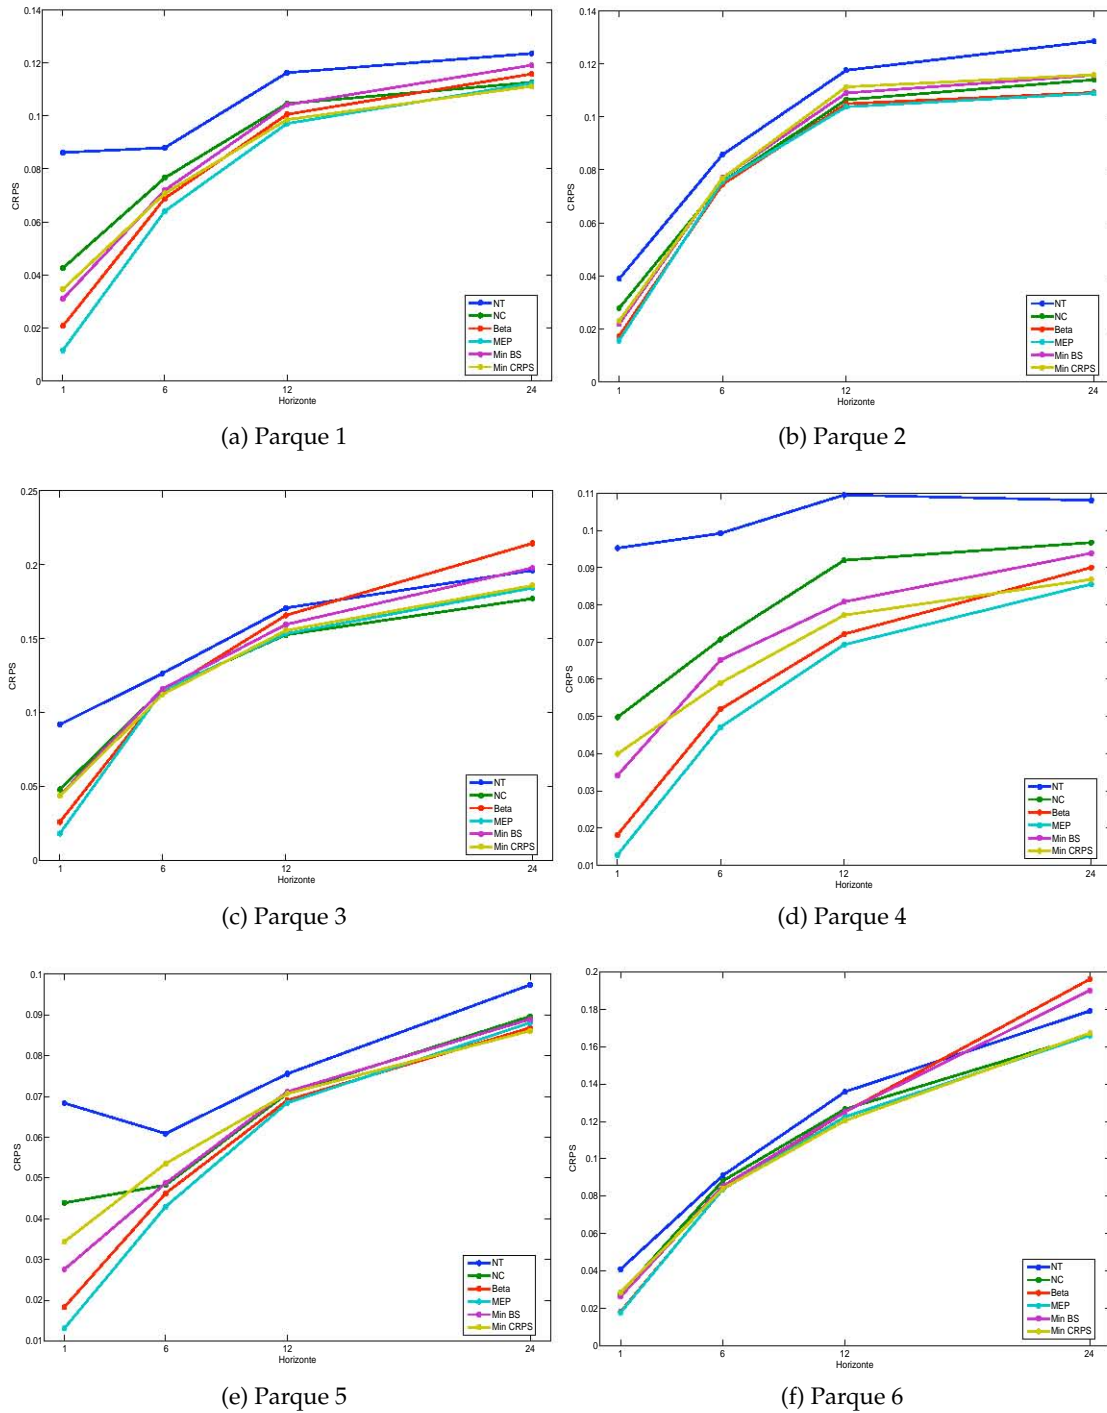 0.14
0.12
0.1
0.08
0.06
0.04
0.02
0
CRPS
1 6 12 24
Horizonte
NT
NC
Beta
MEP
Min BS
Min CRPS
(a) Parque 1
0.14
0.12
0.1
0.08
0.06
0.04
0.02
0
CRPS
1 6 12 24
Horizonte
NT
NC
Beta
MEP
Min BS
Min CRPS
(b) Parque 2
0.25
0.2
0.15
0.1
0.05
0
CRPS
1 6 12 24
Horizonte
NT
NC
Beta
MEP
Min BS
Min CRPS
(c) Parque 3
0.11
0.1
0.09
0.08
0.07
0.06
0.05
0.04
0.03
0.02
0.01
CRPS
1 6 12 24
Horizonte
NT
NC
Beta
MEP
Min BS
Min CRPS
(d) Parque 4
0.1
0.09
0.08
0.07
0.06
0.05
0.04
0.03
0.02
0.01
CRPS
1 6 12 24
Horizonte
NT
NC
Beta
MEP
Min BS
Min CRPS
(e) Parque 5
0.2
0.18
0.16
0.14
0.12
0.1
0.08
0.06
0.04
0.02
0
CRPS
1 6 12 24
Horizonte
NT
NC
Beta
MEP
Min BS
Min CRPS
(f) Parque 6